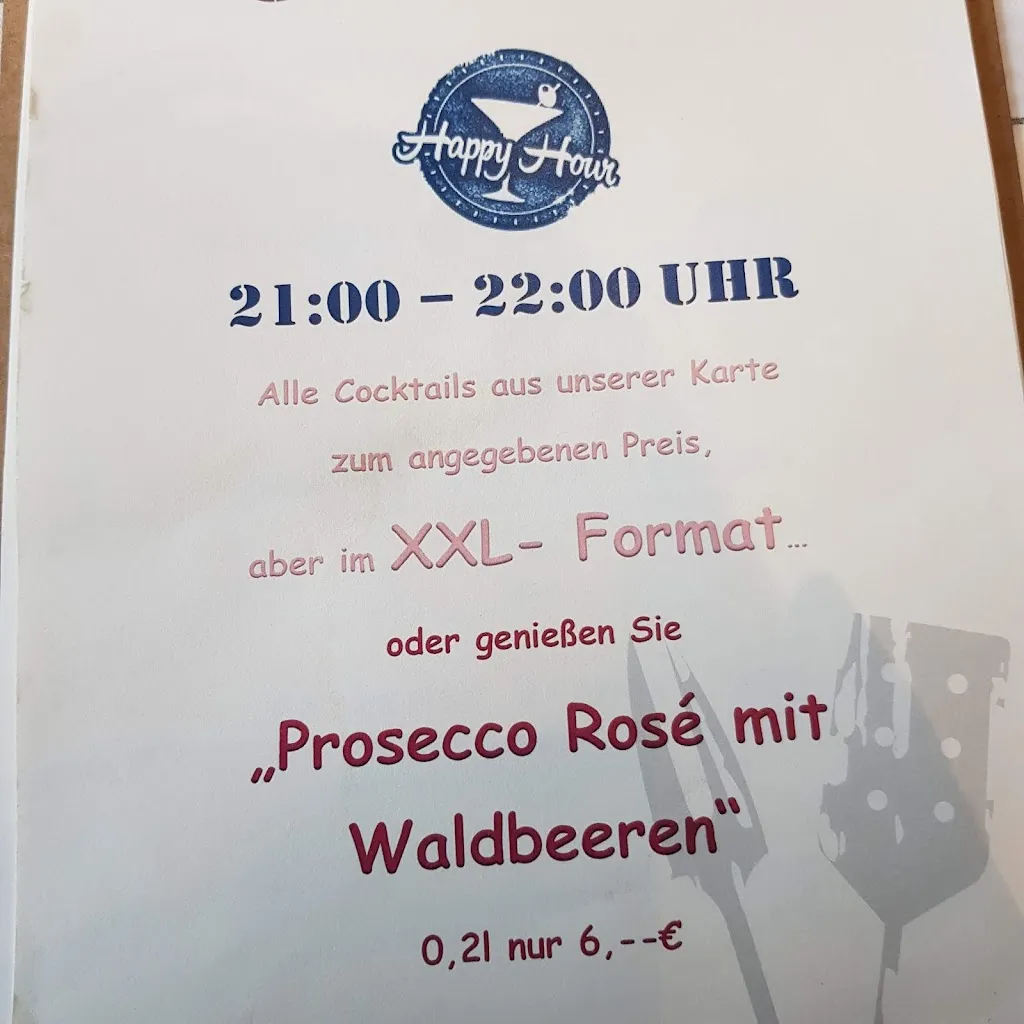 Happy Hour
21:00 – 22:00 UHR
Alle Cocktails aus unserer Karte
zum angegebenen Preis,
aber im XXL- Format...
oder genießen Sie
„Prosecco Rosé mit
Waldbeeren“
0,2l nur 6,--€